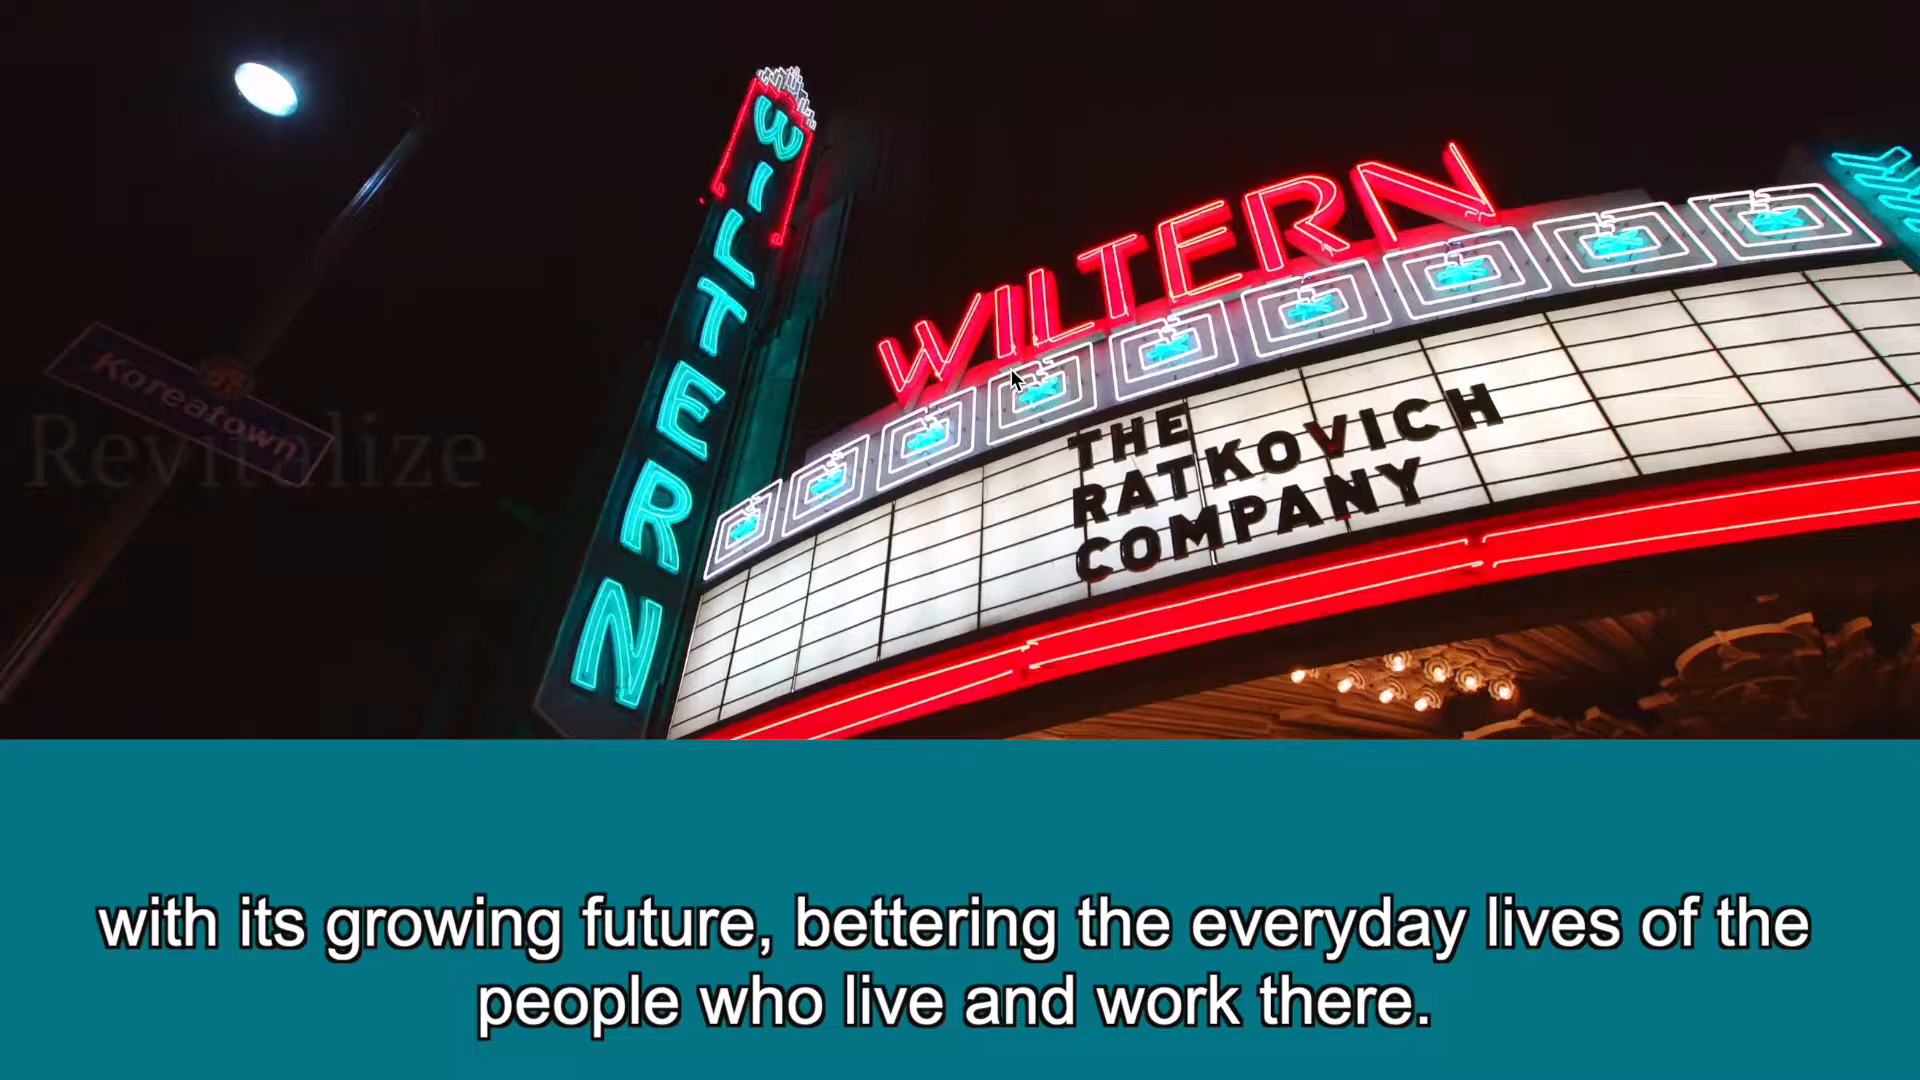 WILTERN
WILTERN
Koreatown
Revitalize
THE
RATKOVICH
COMPANY
with its growing future, bettering the everyday lives of the
people who live and work there.